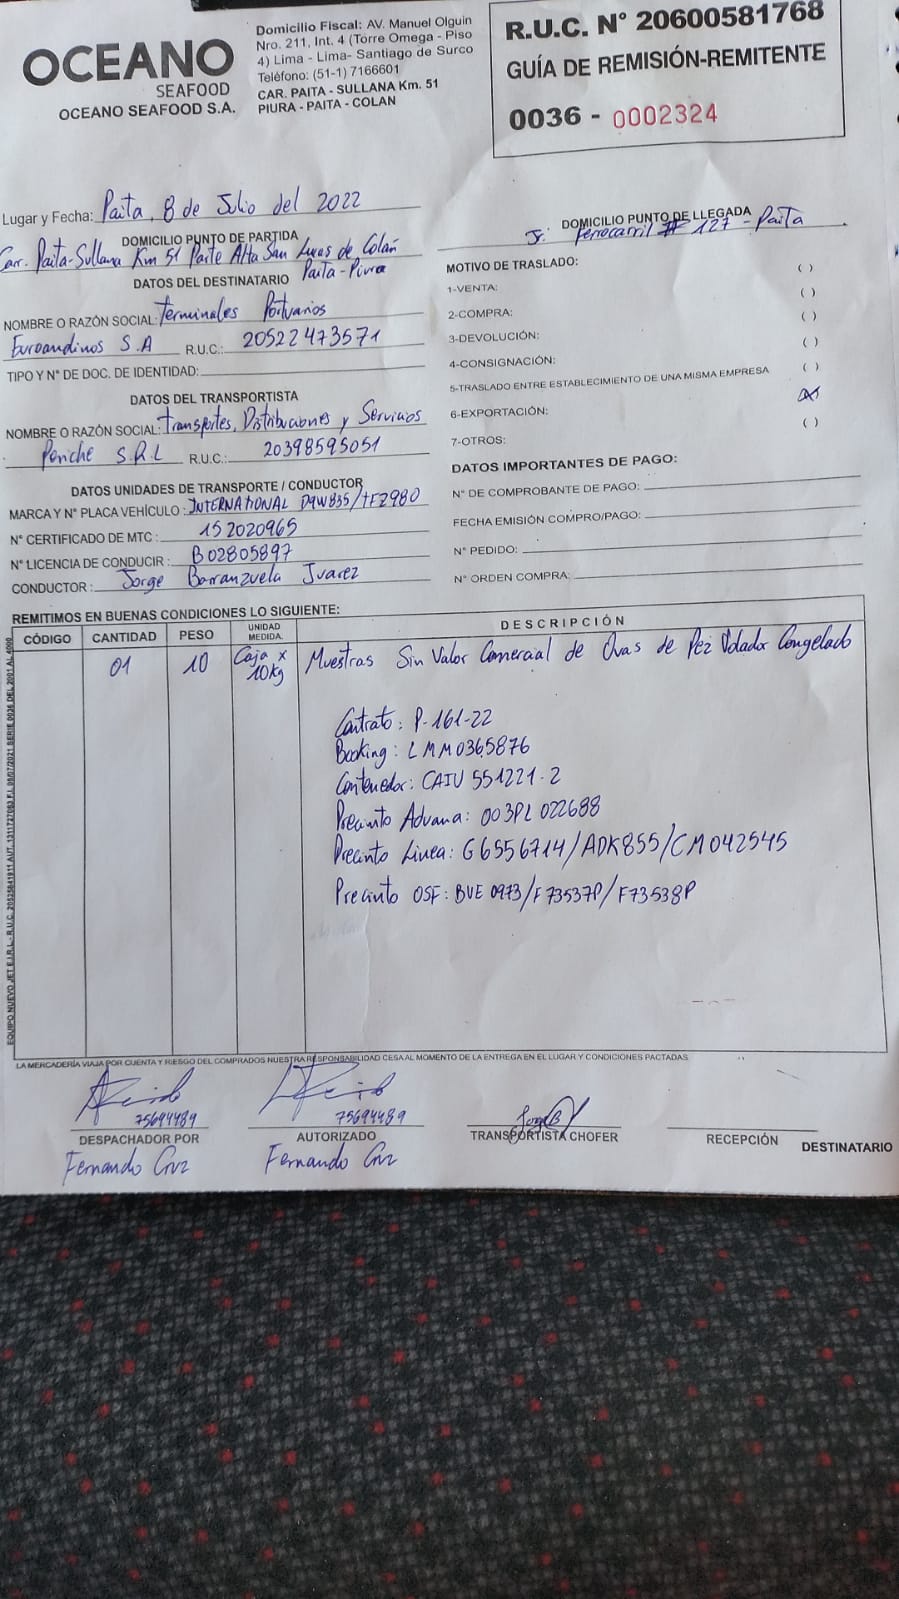 OCEANO
SEAFOOD
OCEANO SEAFOOD S.A.
Domicilio Fiscal: AV. Manuel Olguin
Nro. 211, Int. 4 (Torre Omega - Piso
4) Lima - Lima- Santiago de Surco
Teléfono: (51-1) 7166601
CAR. PAITA - SULLANA Km. 51
PIURA - PAITA - COLAN
R.U.C. N° 20600581768
GUÍA DE REMISIÓN-REMITENTE
0036 - 0002324
Lugar y Fecha: Paita, 8 de Julio del 2022
DOMICILIO PUNTO DE PARTIDA
Carr. Paita-Sullana Km 51 Parte Alta San Lucas de Colán
Paita-Piura
DOMICILIO PUNTO DE LLEGADA
Jr. Ferrocarril # 127 - Paita
DATOS DEL DESTINATARIO
NOMBRE O RAZÓN SOCIAL: Terminales Portuarios
Euroandinos S.A R.U.C.: 20522473571
TIPO Y N° DE DOC. DE IDENTIDAD:
DATOS DEL TRANSPORTISTA
NOMBRE O RAZÓN SOCIAL: Transportes, Distribuciones y Servicios
Periche S.R.L R.U.C.: 20398595051
DATOS UNIDADES DE TRANSPORTE / CONDUCTOR
MARCA Y N° PLACA VEHÍCULO: INTERNATIONAL D9W835/TFZ980
N° CERTIFICADO DE MTC: 152020965
N° LICENCIA DE CONDUCIR: B02805897
CONDUCTOR: Jorge Barranzuela Juarez
MOTIVO DE TRASLADO: ( )
1-VENTA: ( )
2-COMPRA: ( )
3-DEVOLUCIÓN: ( )
4-CONSIGNACIÓN: ( )
5-TRASLADO ENTRE ESTABLECIMIENTO DE UNA MISMA EMPRESA
6-EXPORTACIÓN: (X)
7-OTROS: ( )
DATOS IMPORTANTES DE PAGO:
N° DE COMPROBANTE DE PAGO:
FECHA EMISIÓN COMPRO/PAGO:
N° PEDIDO:
N° ORDEN COMPRA:
REMITIMOS EN BUENAS CONDICIONES LO SIGUIENTE:
CÓDIGO CANTIDAD PESO UNIDAD MEDIDA. DESCRIPCIÓN
01 10 Caja x 10Kg Muestras Sin Valor Comercial de Ovas de Pez Volador Congelado
Contrato: P-161-22
Booking: LMM0365876
Contenedor: CAIU 551221-2
Precinto Aduana: 003PL022688
Precinto Linea: G6556714/ADK855/CM042545
Precinto OSF: BVE 0973/F73537P/F73538P
LA MERCADERÍA VIAJA POR CUENTA Y RIESGO DEL COMPRADOS NUESTRA RESPONSABILIDAD CESA AL MOMENTO DE LA ENTREGA EN EL LUGAR Y CONDICIONES PACTADAS
75694489
DESPACHADOR POR
Fernando Cruz
75694489
AUTORIZADO
Fernando Cruz
TRANSPORTISTA CHOFER
RECEPCIÓN
DESTINATARIO